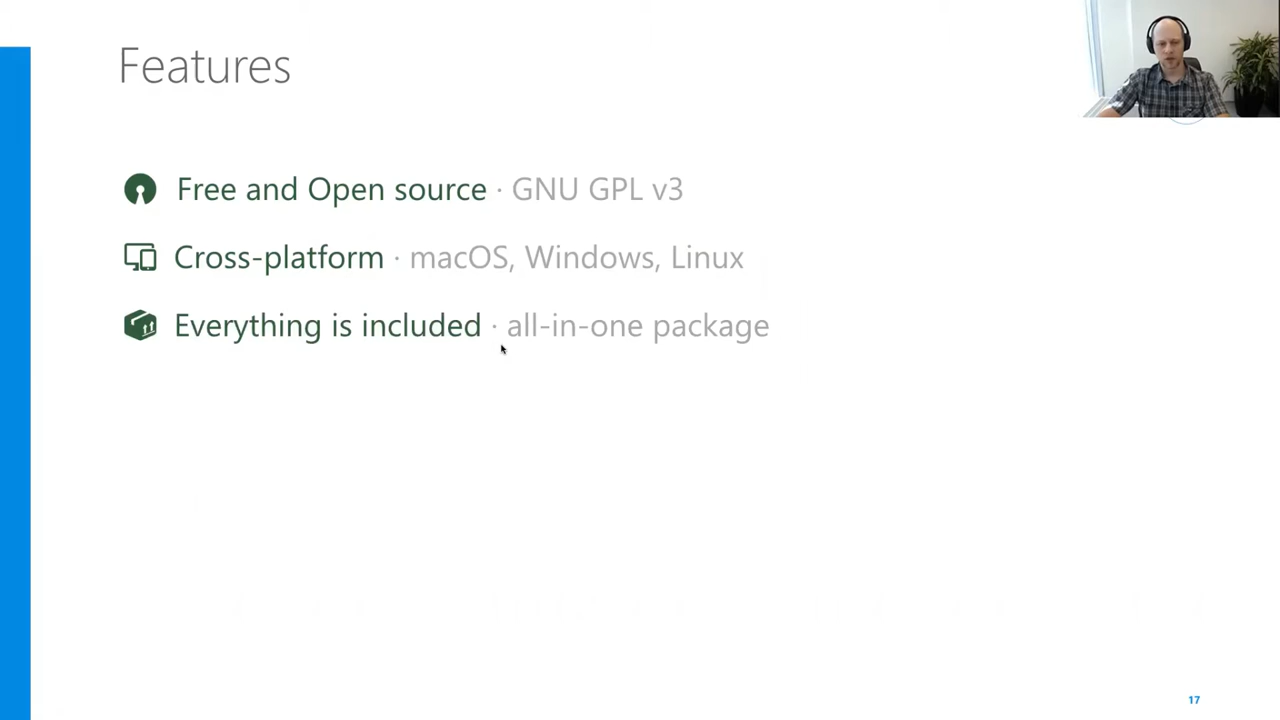 Features
Free and Open source · GNU GPL v3
Cross-platform · macOS, Windows, Linux
Everything is included · all-in-one package
17